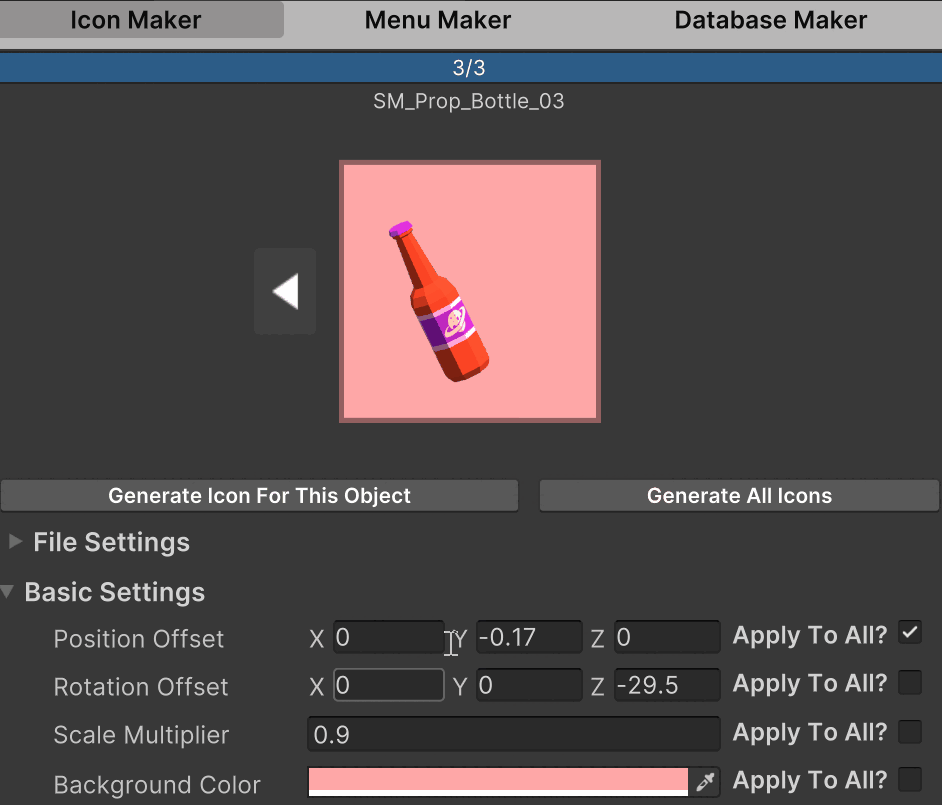 Icon Maker Menu Maker Database Maker
3/3
SM_Prop_Bottle_03
Generate Icon For This Object Generate All Icons
File Settings
Basic Settings
Position Offset X 0 Y -0.17 Z 0 Apply To All?
Rotation Offset X 0 Y 0 Z -29.5 Apply To All?
Scale Multiplier 0.9 Apply To All?
Background Color Apply To All?